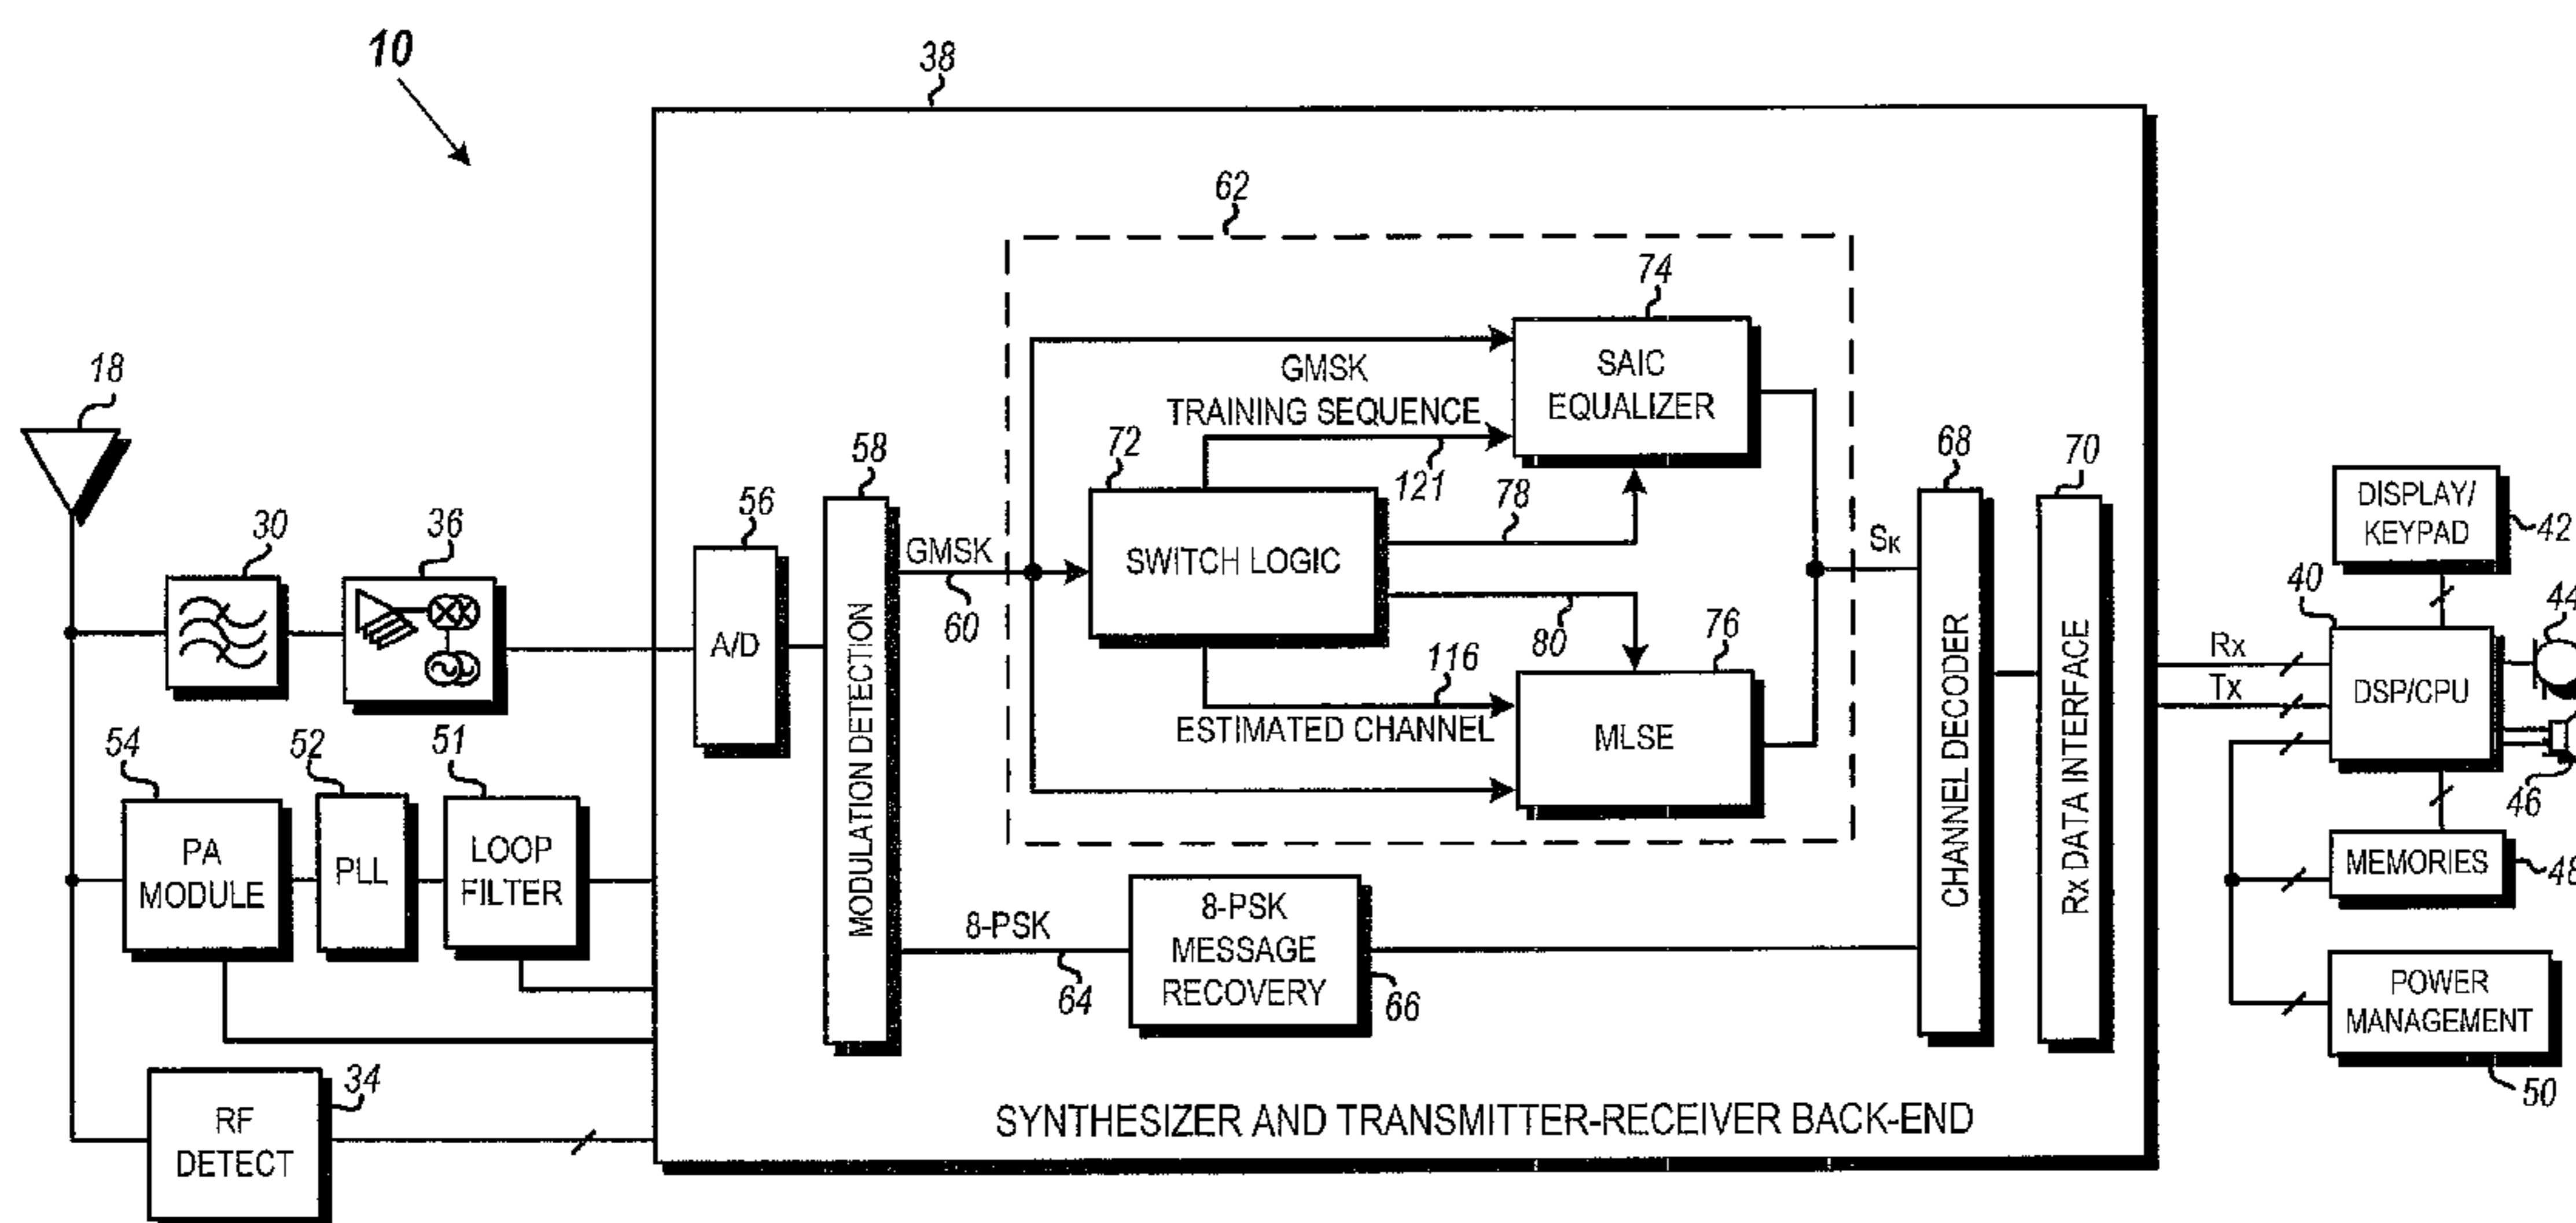 10
38
62
74
18
SAIC
EQUALIZER
GMSK
TRAINING SEQUENCE
72
58
68
70
121
78
56
30
36
DISPLAY/
KEYPAD
42
GMSK
SWITCH LOGIC
SK
40
44
60
80
76
A/D
MODULATION DETECTION
116
Rx
DSP/CPU
Tx
ESTIMATED CHANNEL
MLSE
CHANNEL DECODER
Rx DATA INTERFACE
54
52
51
46
PA
MODULE
PLL
LOOP
FILTER
MEMORIES
48
8-PSK
8-PSK
MESSAGE
RECOVERY
64
66
POWER
MANAGEMENT
50
34
RF
DETECT
SYNTHESIZER AND TRANSMITTER-RECEIVER BACK-END